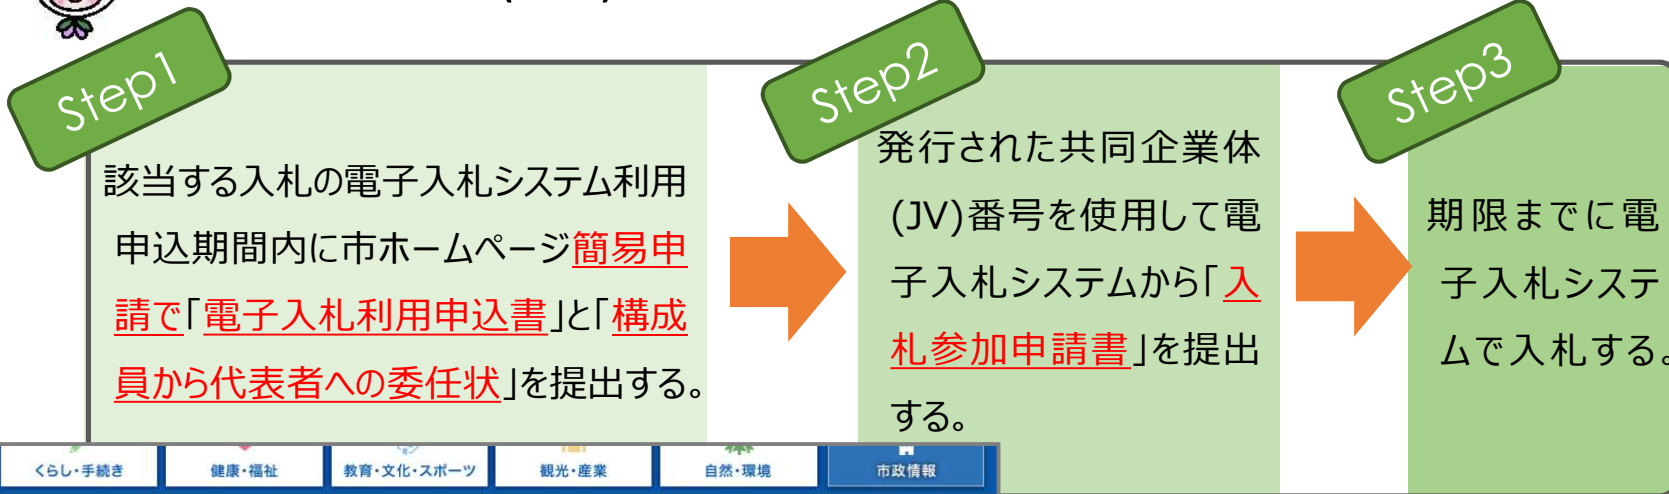 Step1
該当する入札の電子入札システム利用
申込期間内に市ホームページ簡易申
請で「電子入札利用申込書」と「構成
員から代表者への委任状」を提出する。
Step2
発行された共同企業体
(JV)番号を使用して電
子入札システムから「入
札参加申請書」を提出
する。
Step3
期限までに電
子入札システ
ムで入札する。
くらし・手続き
健康・福祉
教育・文化・スポーツ
観光・産業
自然・環境
市政情報